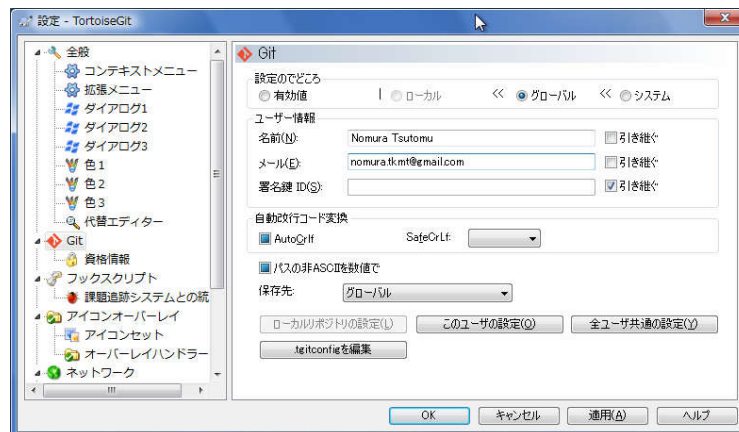 設定 - TortoiseGit
全般
コンテキストメニュー
拡張メニュー
ダイアログ1
ダイアログ2
ダイアログ3
色1
色2
色3
代替エディター
Git
資格情報
フックスクリプト
課題追跡システムとの統
アイコンオーバーレイ
アイコンセット
オーバーレイハンドラー
ネットワーク
Git
設定のでどころ
有効値 | ローカル << グローバル << システム
ユーザー情報
名前(N): Nomura Tsutomu 引き継ぐ
メール(E): nomura.tkmt@gmail.com 引き継ぐ
署名鍵 ID(S): 引き継ぐ
自動改行コード変換
AutoCrlf SafeCrLf:
パスの非ASCIIを数値で
保存先: グローバル
ローカルリポジトリの設定(L) このユーザの設定(O) 全ユーザ共通の設定(Y)
.tgitconfigを編集
OK キャンセル 適用(A) ヘルプ